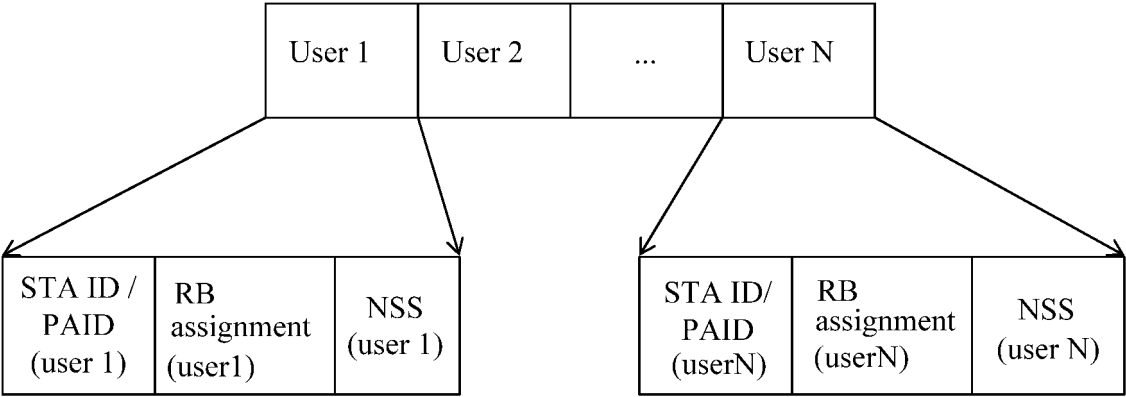 User 1
User 2
...
User N
STA ID /
PAID
(user 1)
RB
assignment
(user1)
NSS
(user 1)
STA ID/
PAID
(userN)
RB
assignment
(userN)
NSS
(user N)